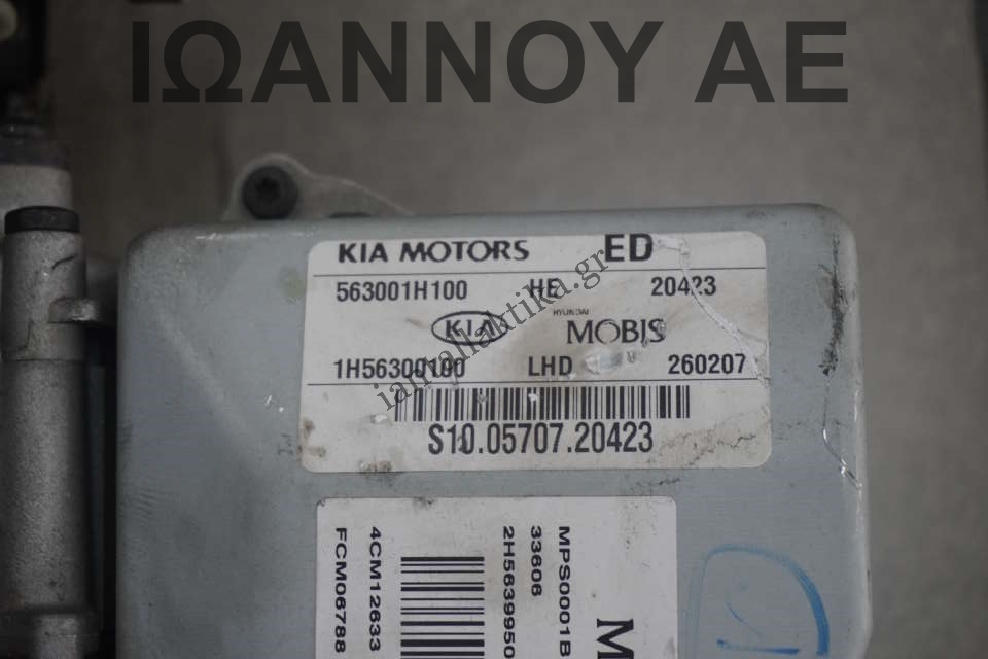 ΙΩΑΝΝΟΥ ΑΕ
KIA MOTORS ED
563001H100 HE 20423
KIA HYUNDAI MOBIS
1H56300100 LHD 260207
S10.05707.20423
iantallaktika.gr
MPS0001B
33606
2H5639950
4CM12633
FCM06788
M